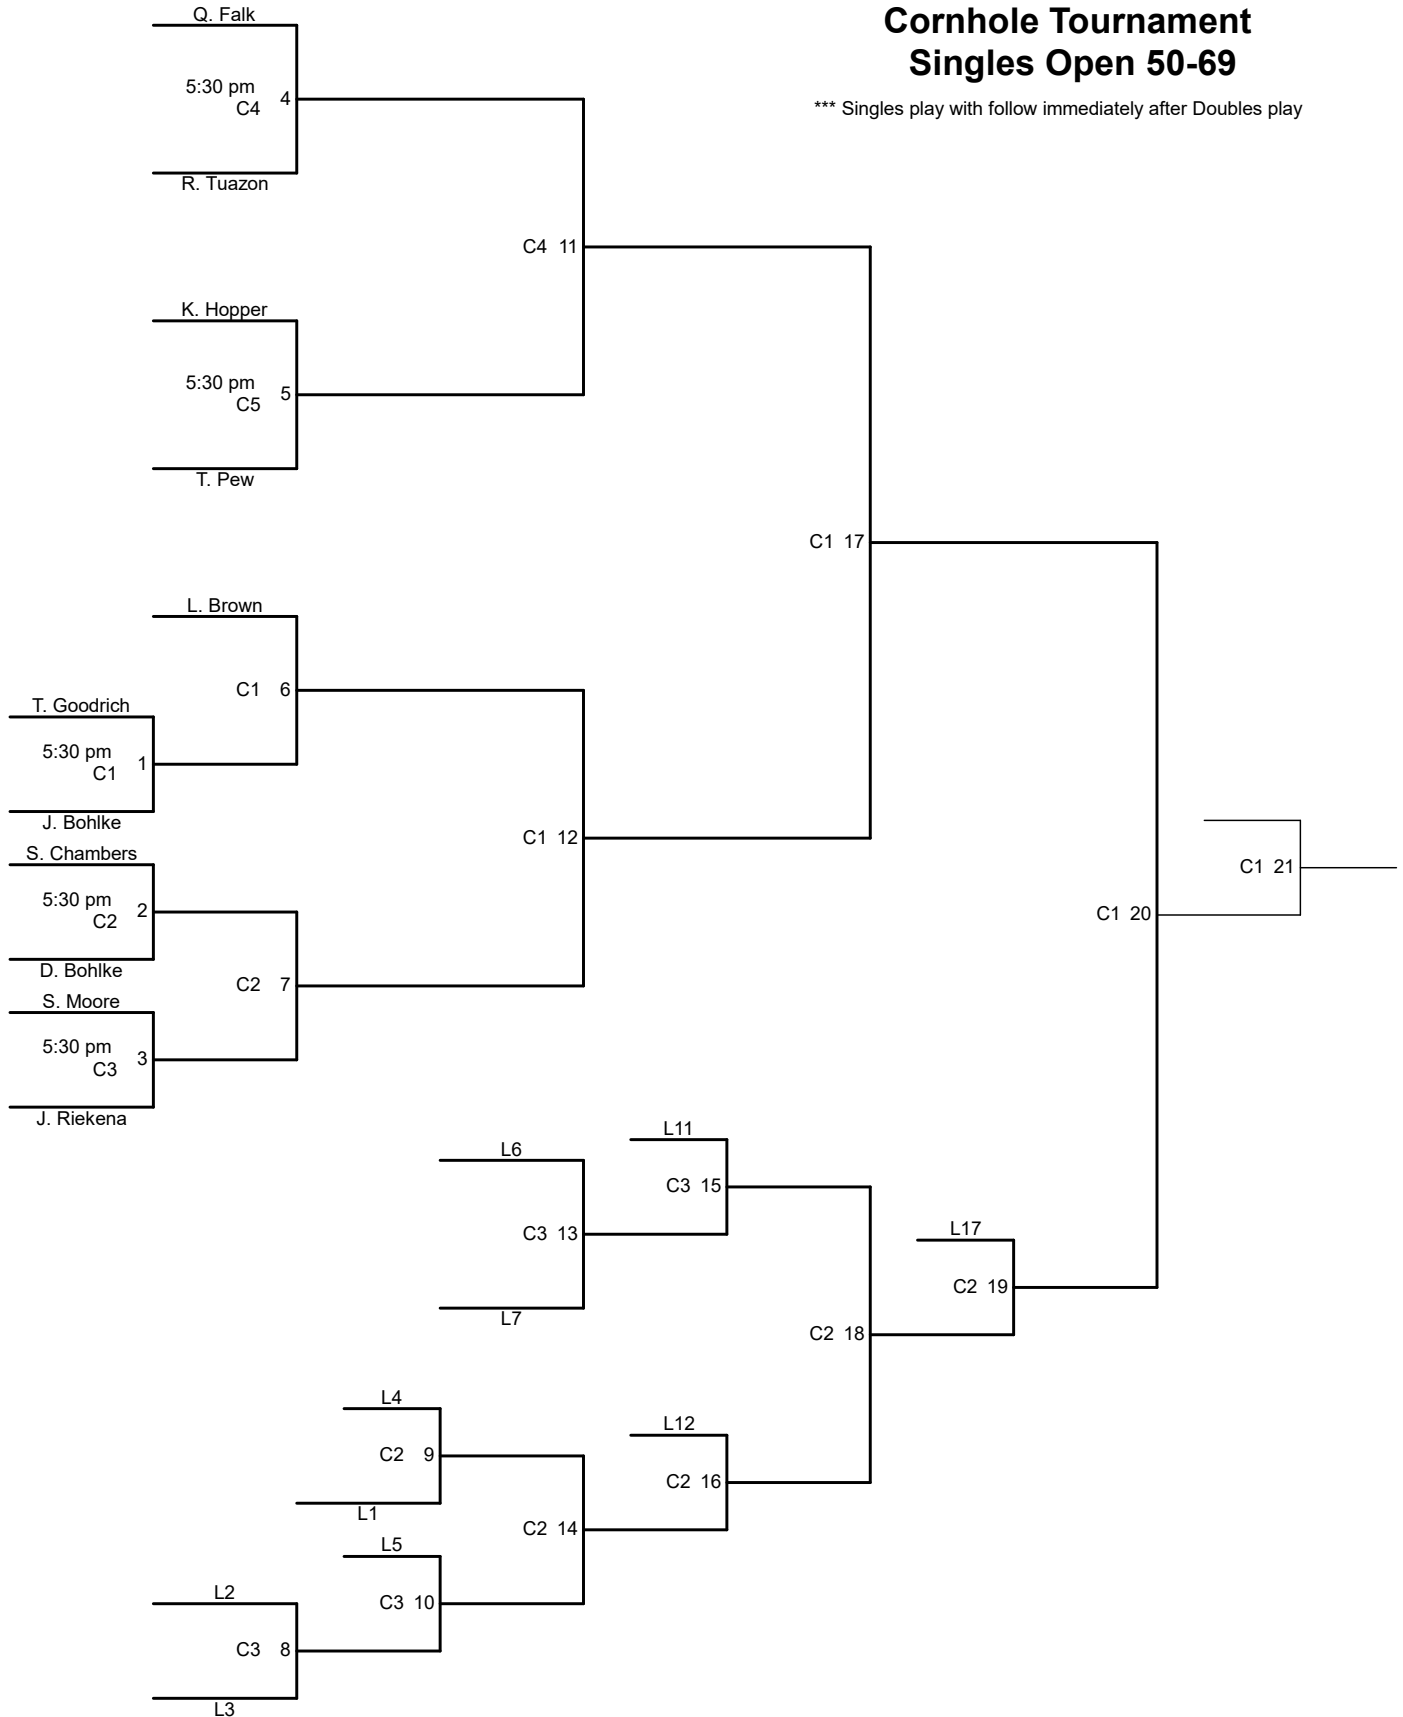 Cornhole Tournament
Singles Open 50-69
*** Singles play with follow immediately after Doubles play
Q. Falk
5:30 pm
C4 4
R. Tuazon
C4 11
K. Hopper
5:30 pm
C5 5
T. Pew
C1 17
L. Brown
C1 6
T. Goodrich
5:30 pm
C1 1
J. Bohlke
C1 12
S. Chambers
5:30 pm
C2 2
D. Bohlke
C1 21
C1 20
C2 7
S. Moore
5:30 pm
C3 3
J. Riekena
L11
L6
C3 15
C3 13
L17
C2 19
L7
C2 18
L4
C2 9
L12
C2 16
L1
C2 14
L5
L2
C3 10
C3 8
L3